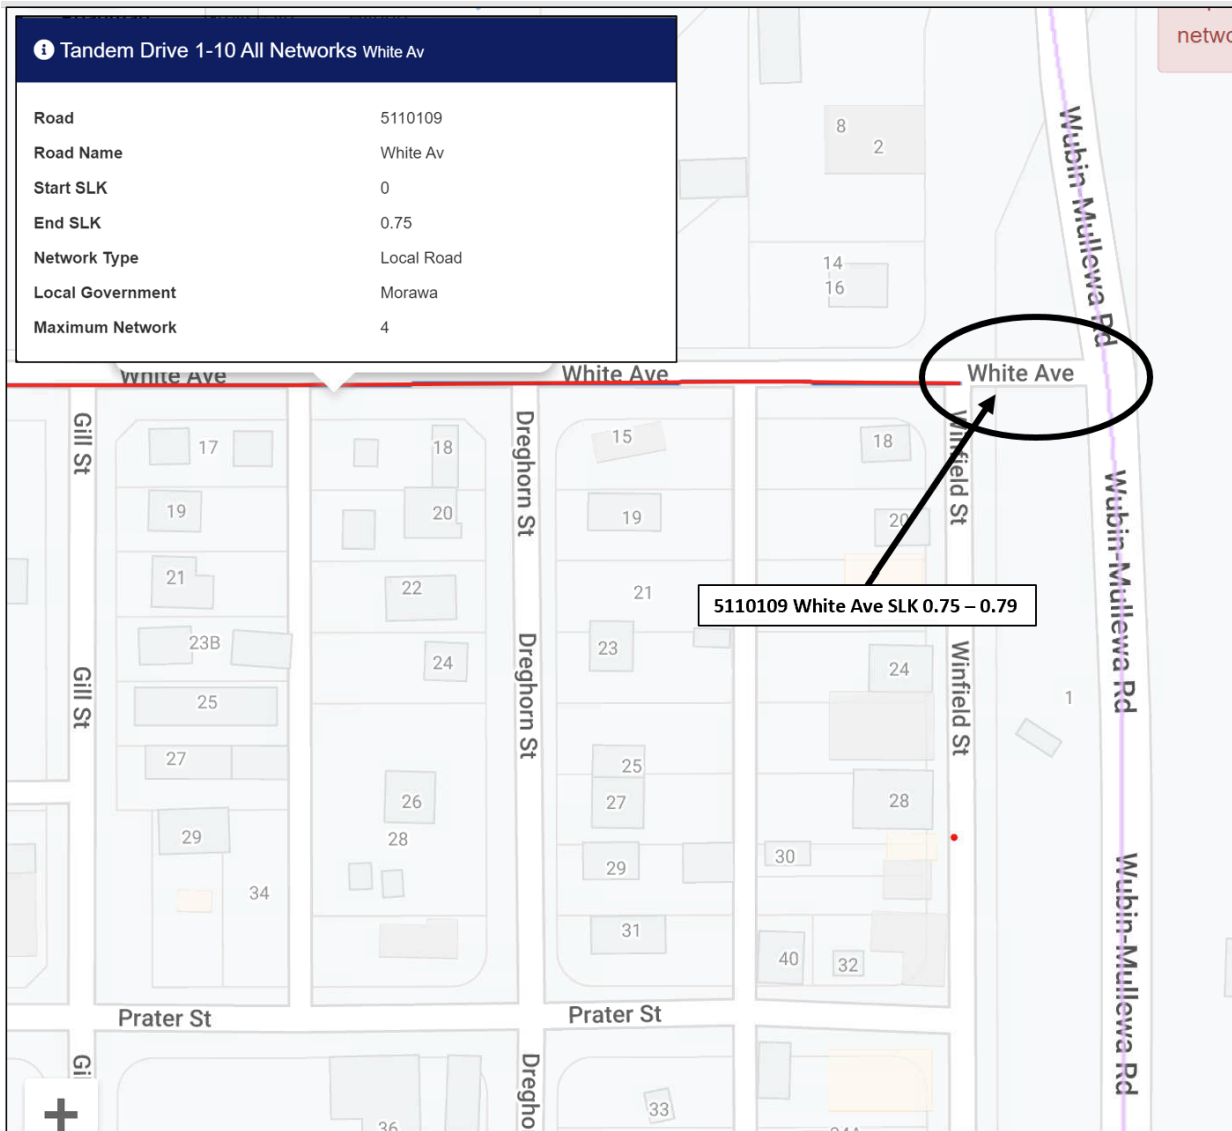 Tandem Drive 1-10 All Networks White Av
Road 5110109
Road Name White Av
Start SLK 0
End SLK 0.75
Network Type Local Road
Local Government Morawa
Maximum Network 4
8
2
14
16
Wubin-Mullewa Rd
White Ave
White Ave
White Ave
Gill St
17
18
Dreghorn St
15
18
Winfield St
19
20
19
20
Wubin-Mullewa Rd
21
22
21
5110109 White Ave SLK 0.75 – 0.79
23B
24
Dreghorn St
23
24
Winfield St
Gill St
25
1
27
25
26
27
28
29
28
30
29
34
31
40
32
Wubin-Mullewa Rd
Prater St
Prater St
33
+